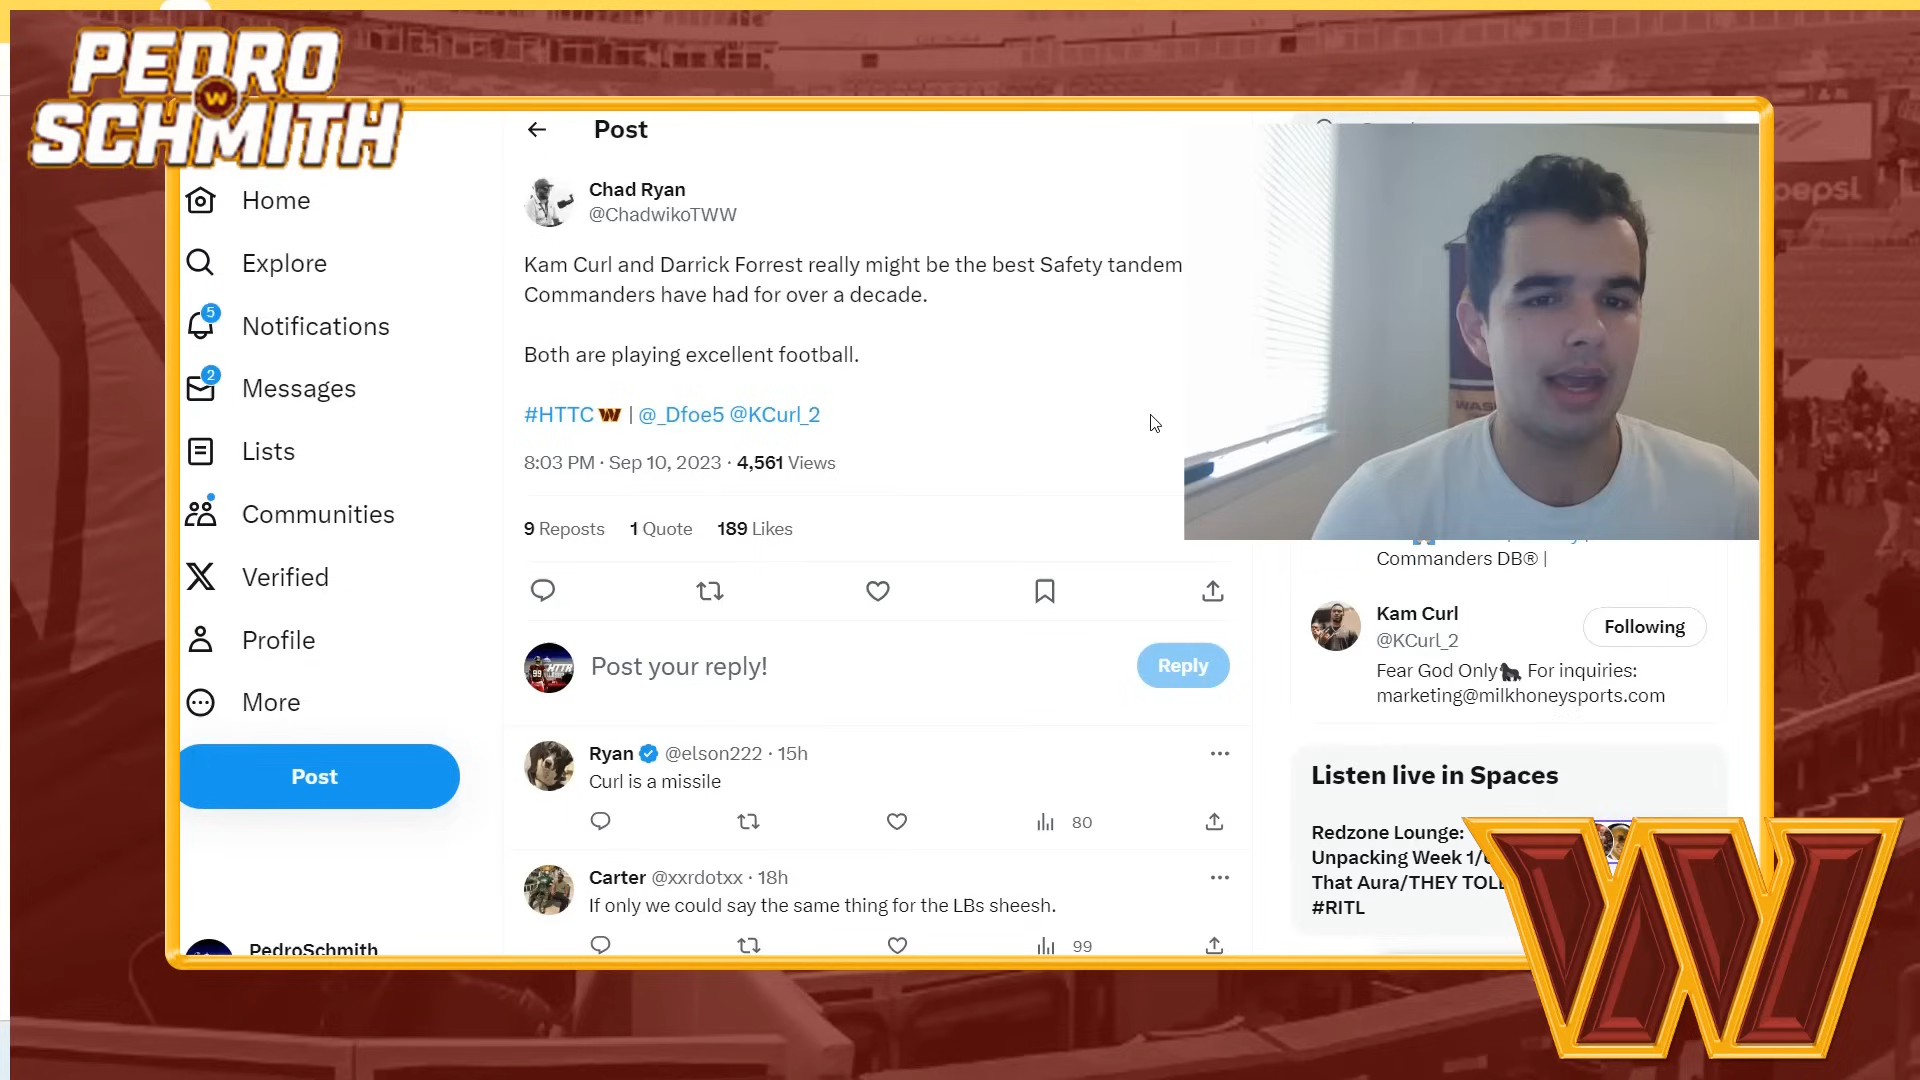 PEDRO
SCHMITH
pepsi
Post
Home
Explore
5
Notifications
2
Messages
Lists
Communities
Verified
Profile
More
Post
PedroSchmith
Chad Ryan
@ChadwikoTWW
Kam Curl and Darrick Forrest really might be the best Safety tandem
Commanders have had for over a decade.
Both are playing excellent football.
#HTTC | @_Dfoe5 @KCurl_2
8:03 PM · Sep 10, 2023 · 4,561 Views
9 Reposts 1 Quote 189 Likes
Post your reply!
Reply
Ryan @elson222 · 15h
Curl is a missile
80
Carter @xxrdotxx · 18h
If only we could say the same thing for the LBs sheesh.
99
Commanders DB® |
Kam Curl
@KCurl_2
Following
Fear God Only For inquiries:
marketing@milkhoneysports.com
Listen live in Spaces
Redzone Lounge:
Unpacking Week 1/
That Aura/THEY TOL
#RITL
W